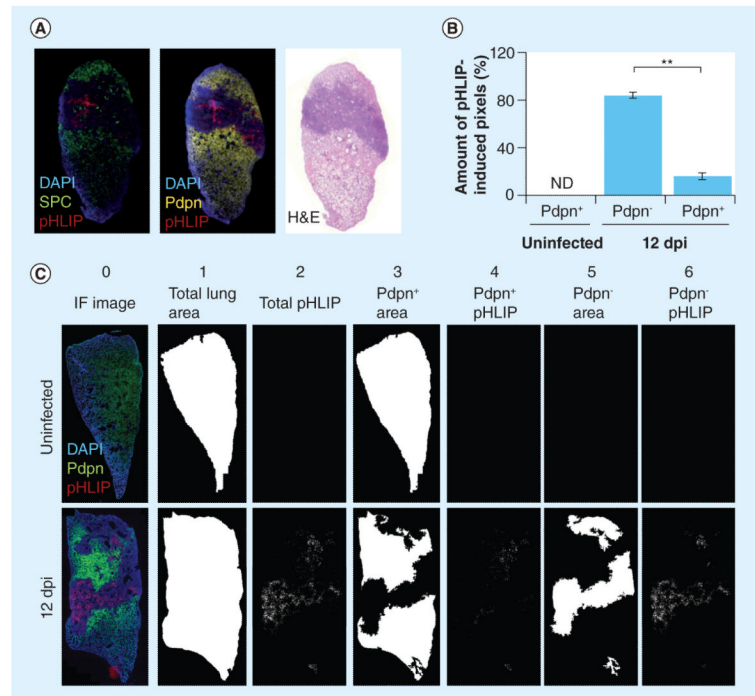 A
DAPI
SPC
pHLIP
DAPI
Pdpn
pHLIP
H&E
B
Amount of pHLIP-
induced pixels (%)
120
80
40
0
**
ND
Pdpn⁺
Pdpn⁻
Pdpn⁺
Uninfected
12 dpi
C
0
1
2
3
4
5
6
IF image
Total lung
area
Total pHLIP
Pdpn⁺
area
Pdpn⁺
pHLIP
Pdpn⁻
area
Pdpn⁻
pHLIP
Uninfected
DAPI
Pdpn
pHLIP
12 dpi